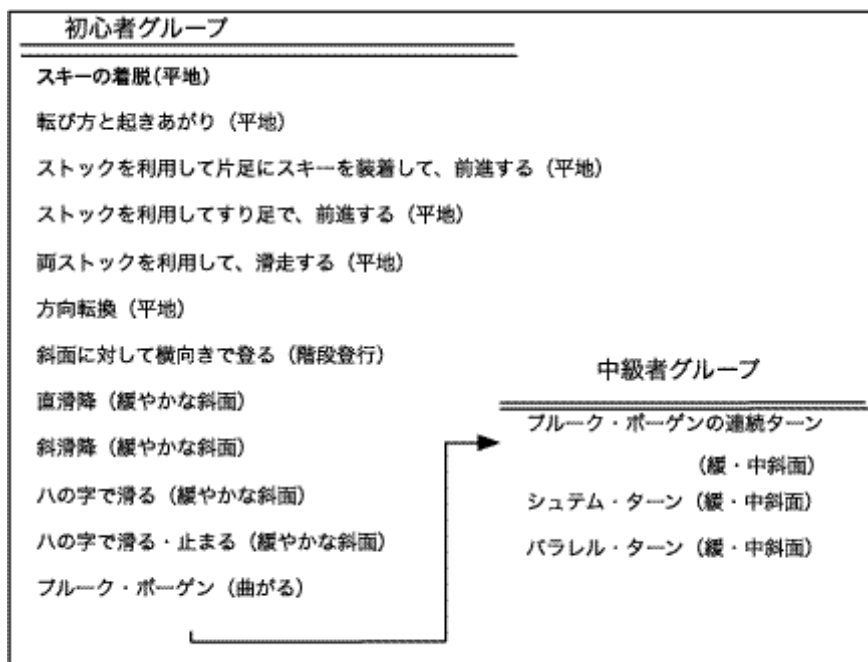 初心者グループ
スキーの着脱(平地)
転び方と起きあがり（平地）
ストックを利用して片足にスキーを装着して、前進する（平地）
ストックを利用してすり足で、前進する（平地）
両ストックを利用して、滑走する（平地）
方向転換（平地）
斜面に対して横向きで登る（階段登行）
直滑降（緩やかな斜面）
斜滑降（緩やかな斜面）
ハの字で滑る（緩やかな斜面）
ハの字で滑る・止まる（緩やかな斜面）
プルーク・ボーゲン（曲がる）
中級者グループ
プルーク・ボーゲンの連続ターン
（緩・中斜面）
シュテム・ターン（緩・中斜面）
パラレル・ターン（緩・中斜面）